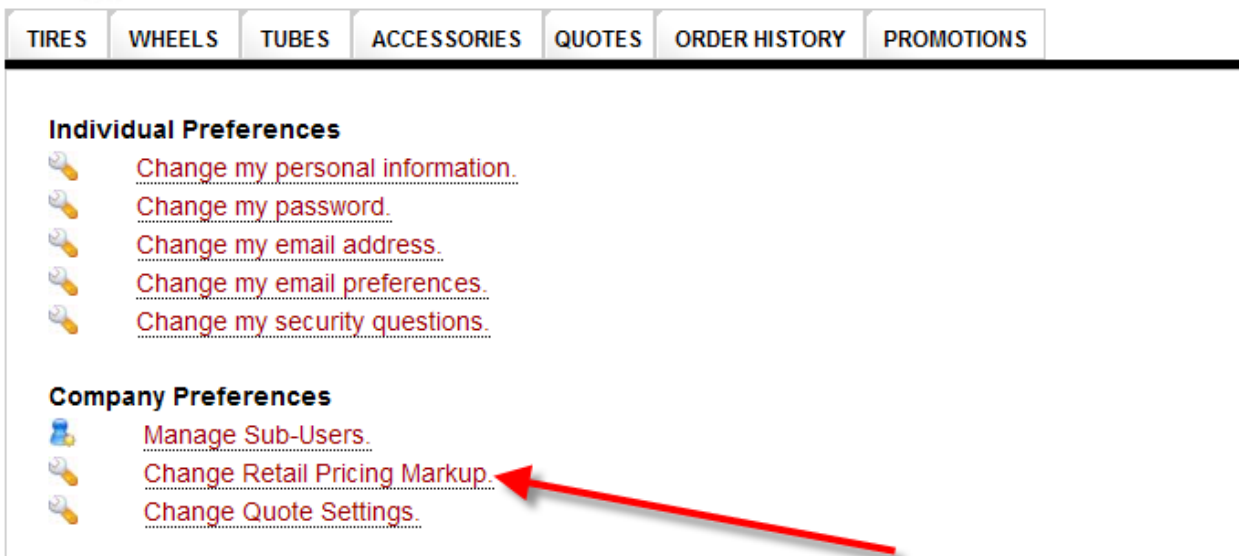 TIRES WHEELS TUBES ACCESSORIES QUOTES ORDER HISTORY PROMOTIONS
Individual Preferences
Change my personal information.
Change my password.
Change my email address.
Change my email preferences.
Change my security questions.
Company Preferences
Manage Sub-Users.
Change Retail Pricing Markup.
Change Quote Settings.